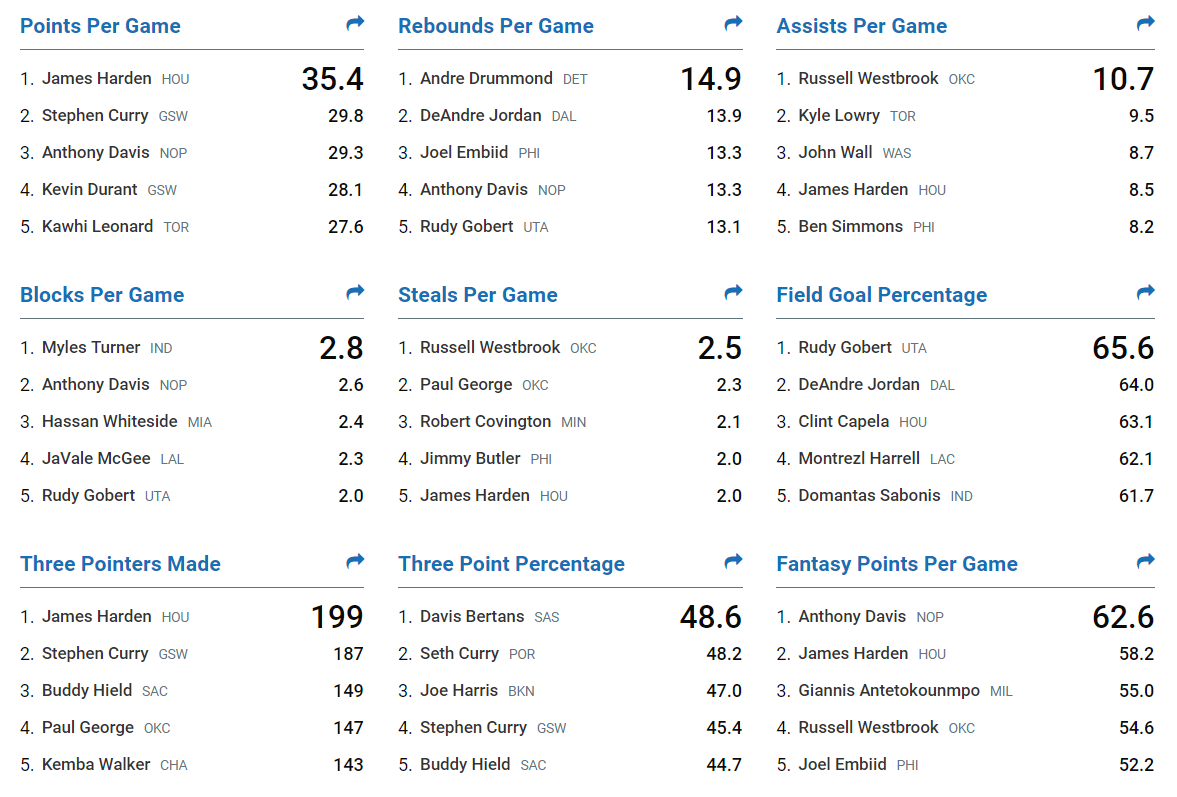 Points Per Game
1. James Harden HOU 35.4
2. Stephen Curry GSW 29.8
3. Anthony Davis NOP 29.3
4. Kevin Durant GSW 28.1
5. Kawhi Leonard TOR 27.6
Rebounds Per Game
1. Andre Drummond DET 14.9
2. DeAndre Jordan DAL 13.9
3. Joel Embiid PHI 13.3
4. Anthony Davis NOP 13.3
5. Rudy Gobert UTA 13.1
Assists Per Game
1. Russell Westbrook OKC 10.7
2. Kyle Lowry TOR 9.5
3. John Wall WAS 8.7
4. James Harden HOU 8.5
5. Ben Simmons PHI 8.2
Blocks Per Game
1. Myles Turner IND 2.8
2. Anthony Davis NOP 2.6
3. Hassan Whiteside MIA 2.4
4. JaVale McGee LAL 2.3
5. Rudy Gobert UTA 2.0
Steals Per Game
1. Russell Westbrook OKC 2.5
2. Paul George OKC 2.3
3. Robert Covington MIN 2.1
4. Jimmy Butler PHI 2.0
5. James Harden HOU 2.0
Field Goal Percentage
1. Rudy Gobert UTA 65.6
2. DeAndre Jordan DAL 64.0
3. Clint Capela HOU 63.1
4. Montrezl Harrell LAC 62.1
5. Domantas Sabonis IND 61.7
Three Pointers Made
1. James Harden HOU 199
2. Stephen Curry GSW 187
3. Buddy Hield SAC 149
4. Paul George OKC 147
5. Kemba Walker CHA 143
Three Point Percentage
1. Davis Bertans SAS 48.6
2. Seth Curry POR 48.2
3. Joe Harris BKN 47.0
4. Stephen Curry GSW 45.4
5. Buddy Hield SAC 44.7
Fantasy Points Per Game
1. Anthony Davis NOP 62.6
2. James Harden HOU 58.2
3. Giannis Antetokounmpo MIL 55.0
4. Russell Westbrook OKC 54.6
5. Joel Embiid PHI 52.2